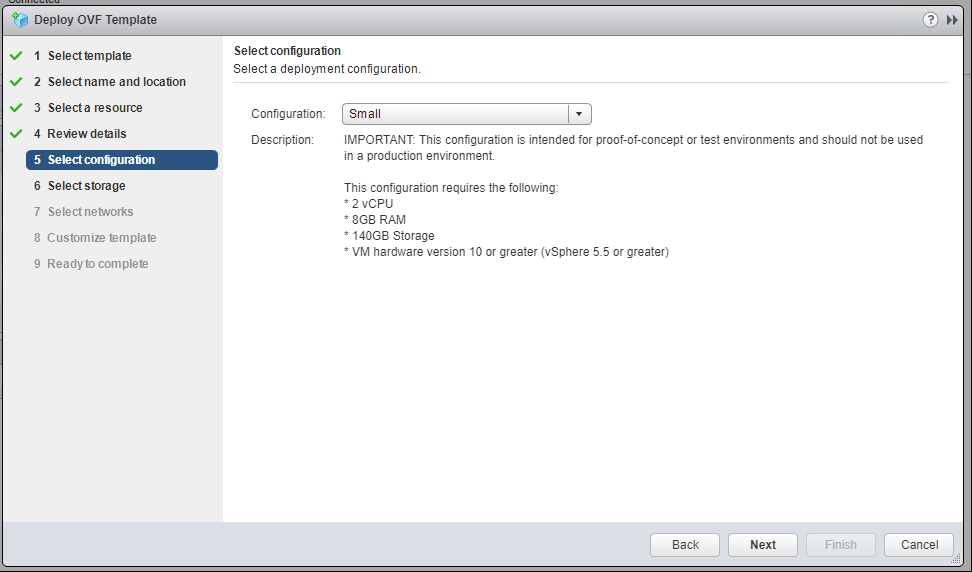 Connected
Deploy OVF Template
?
1 Select template
2 Select name and location
3 Select a resource
4 Review details
5 Select configuration
6 Select storage
7 Select networks
8 Customize template
9 Ready to complete
Select configuration
Select a deployment configuration.
Configuration: Small
Description: IMPORTANT: This configuration is intended for proof-of-concept or test environments and should not be used
in a production environment.
This configuration requires the following:
* 2 vCPU
* 8GB RAM
* 140GB Storage
* VM hardware version 10 or greater (vSphere 5.5 or greater)
Back Next Finish Cancel